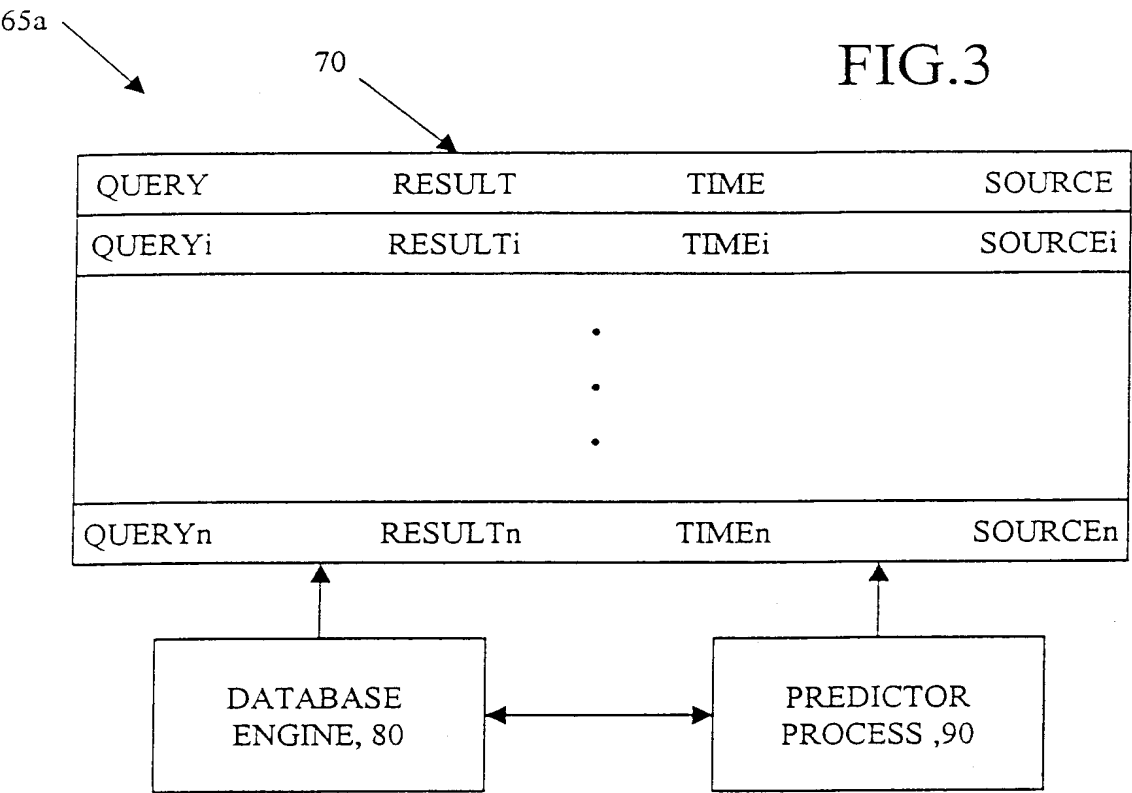 65a
70
FIG.3
QUERY RESULT TIME SOURCE
QUERYi RESULTi TIMEi SOURCEi
QUERYn RESULTn TIMEn SOURCEn
DATABASE
ENGINE, 80
PREDICTOR
PROCESS ,90